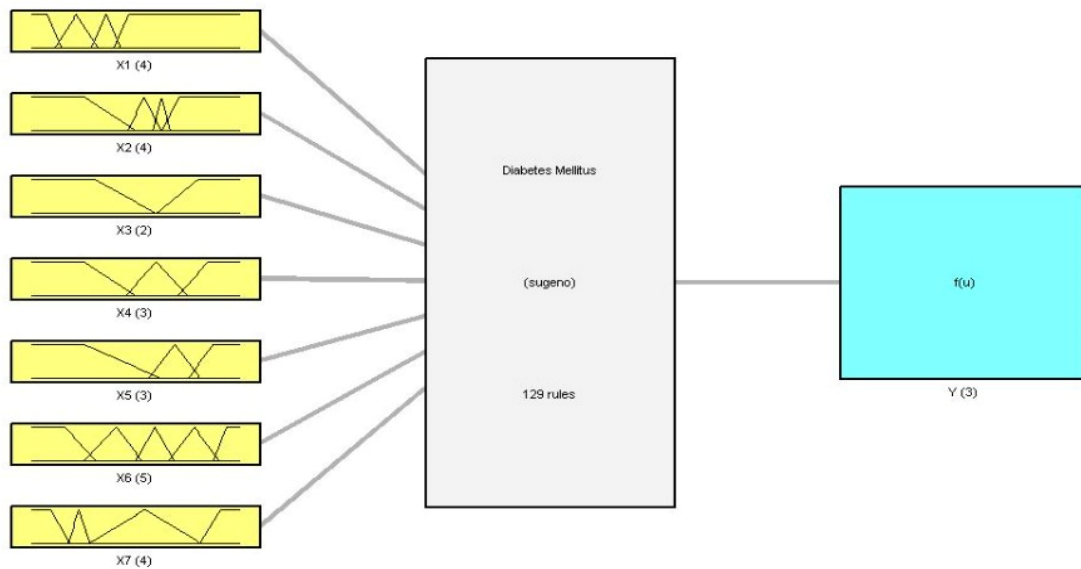 X1 (4)
X2 (4)
X3 (2)
X4 (3)
X5 (3)
X6 (5)
X7 (4)
Diabetes Mellitus
(sugeno)
129 rules
f(u)
Y (3)